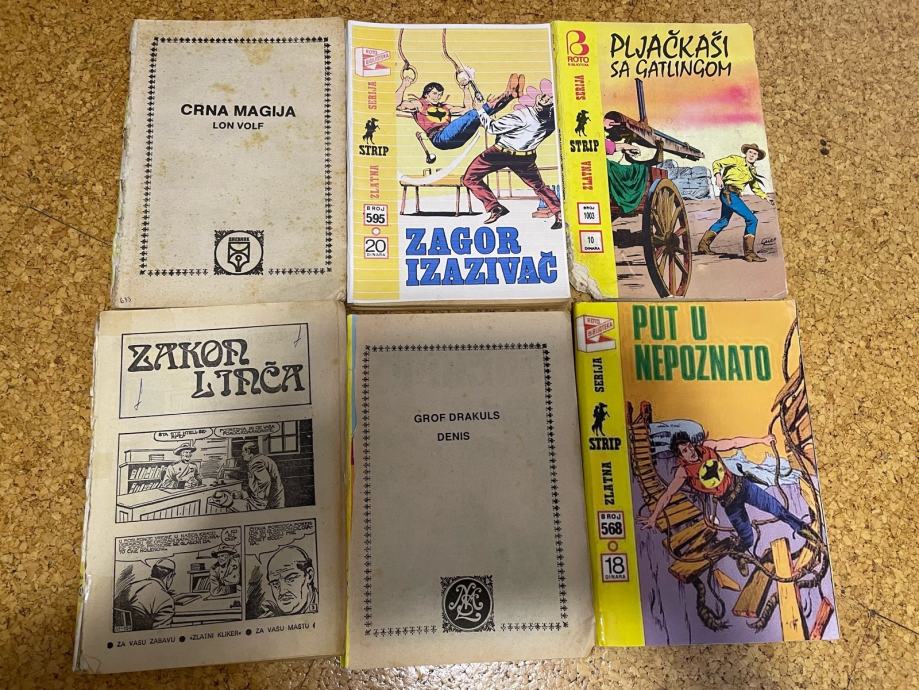 CRNA MAGIJA
LON VOLF
ROTO
BIBLIOTEKA
ZLATNA SERIJA
STRIP
BROJ
595
20
DINARA
ZAGOR
IZAZIVAČ
ROTO
BIBLIOTEKA
ZLATNA SERIJA
STRIP
BROJ
1003
10
DINARA
PLJAČKAŠI
SA GATLINGOM
ZAKON
LINČA
● ZA VAŠU ZABAVU ● »ZLATNI KLIKER« ● ZA VAŠU MAŠTU
GROF DRAKULS
DENIS
ROTO
BIBLIOTEKA
ZLATNA SERIJA
STRIP
BROJ
568
18
DINARA
PUT U
NEPOZNATO